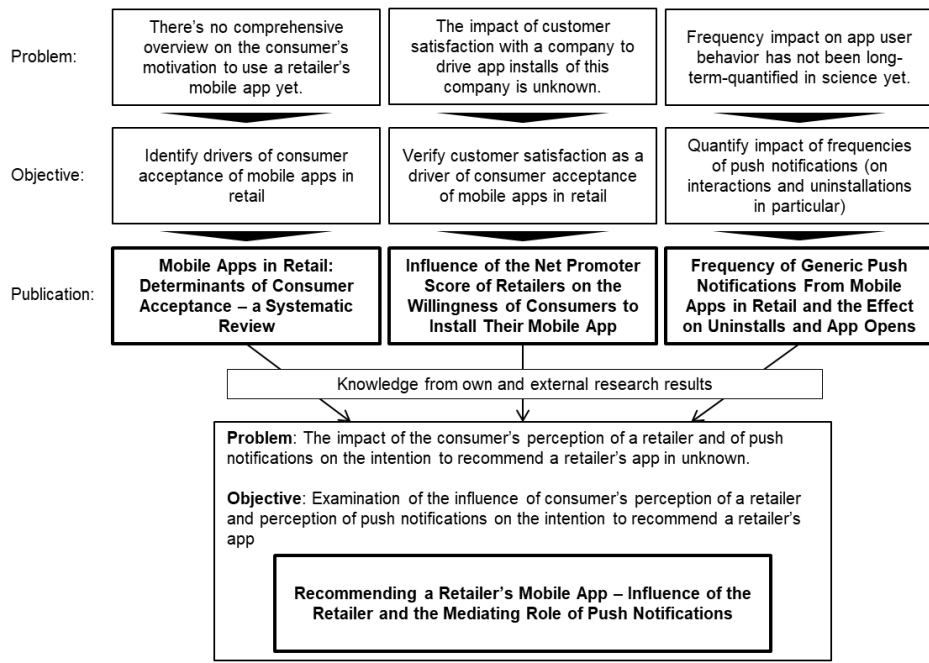 Problem:
There's no comprehensive
overview on the consumer's
motivation to use a retailer's
mobile app yet.
The impact of customer
satisfaction with a company to
drive app installs of this
company is unknown.
Frequency impact on app user
behavior has not been long-
term-quantified in science yet.
Objective:
Identify drivers of consumer
acceptance of mobile apps in
retail
Verify customer satisfaction as a
driver of consumer acceptance
of mobile apps in retail
Quantify impact of frequencies
of push notifications (on
interactions and uninstallations
in particular)
Publication:
Mobile Apps in Retail:
Determinants of Consumer
Acceptance – a Systematic
Review
Influence of the Net Promoter
Score of Retailers on the
Willingness of Consumers to
Install Their Mobile App
Frequency of Generic Push
Notifications From Mobile
Apps in Retail and the Effect
on Uninstalls and App Opens
Knowledge from own and external research results
Problem: The impact of the consumer's perception of a retailer and of push
notifications on the intention to recommend a retailer's app in unknown.
Objective: Examination of the influence of consumer's perception of a retailer
and perception of push notifications on the intention to recommend a retailer's
app
Recommending a Retailer's Mobile App – Influence of the
Retailer and the Mediating Role of Push Notifications